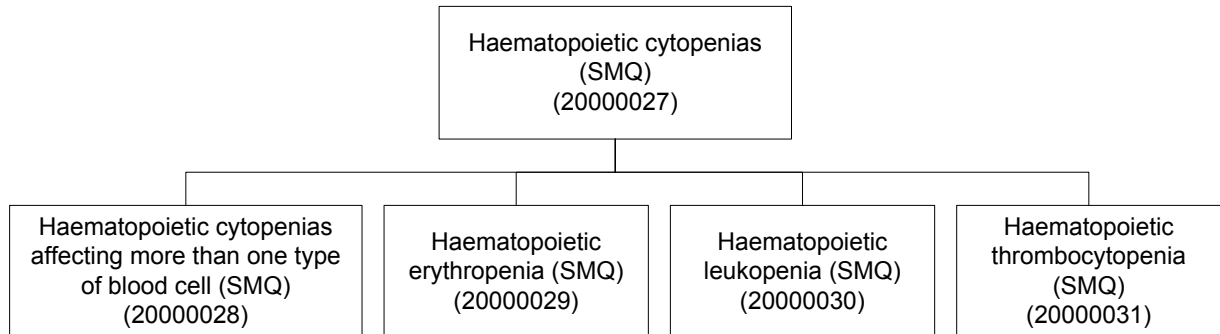 Haematopoietic cytopenias
(SMQ)
(20000027)
Haematopoietic cytopenias
affecting more than one type
of blood cell (SMQ)
(20000028)
Haematopoietic
erythropenia (SMQ)
(20000029)
Haematopoietic
leukopenia (SMQ)
(20000030)
Haematopoietic
thrombocytopenia
(SMQ)
(20000031)